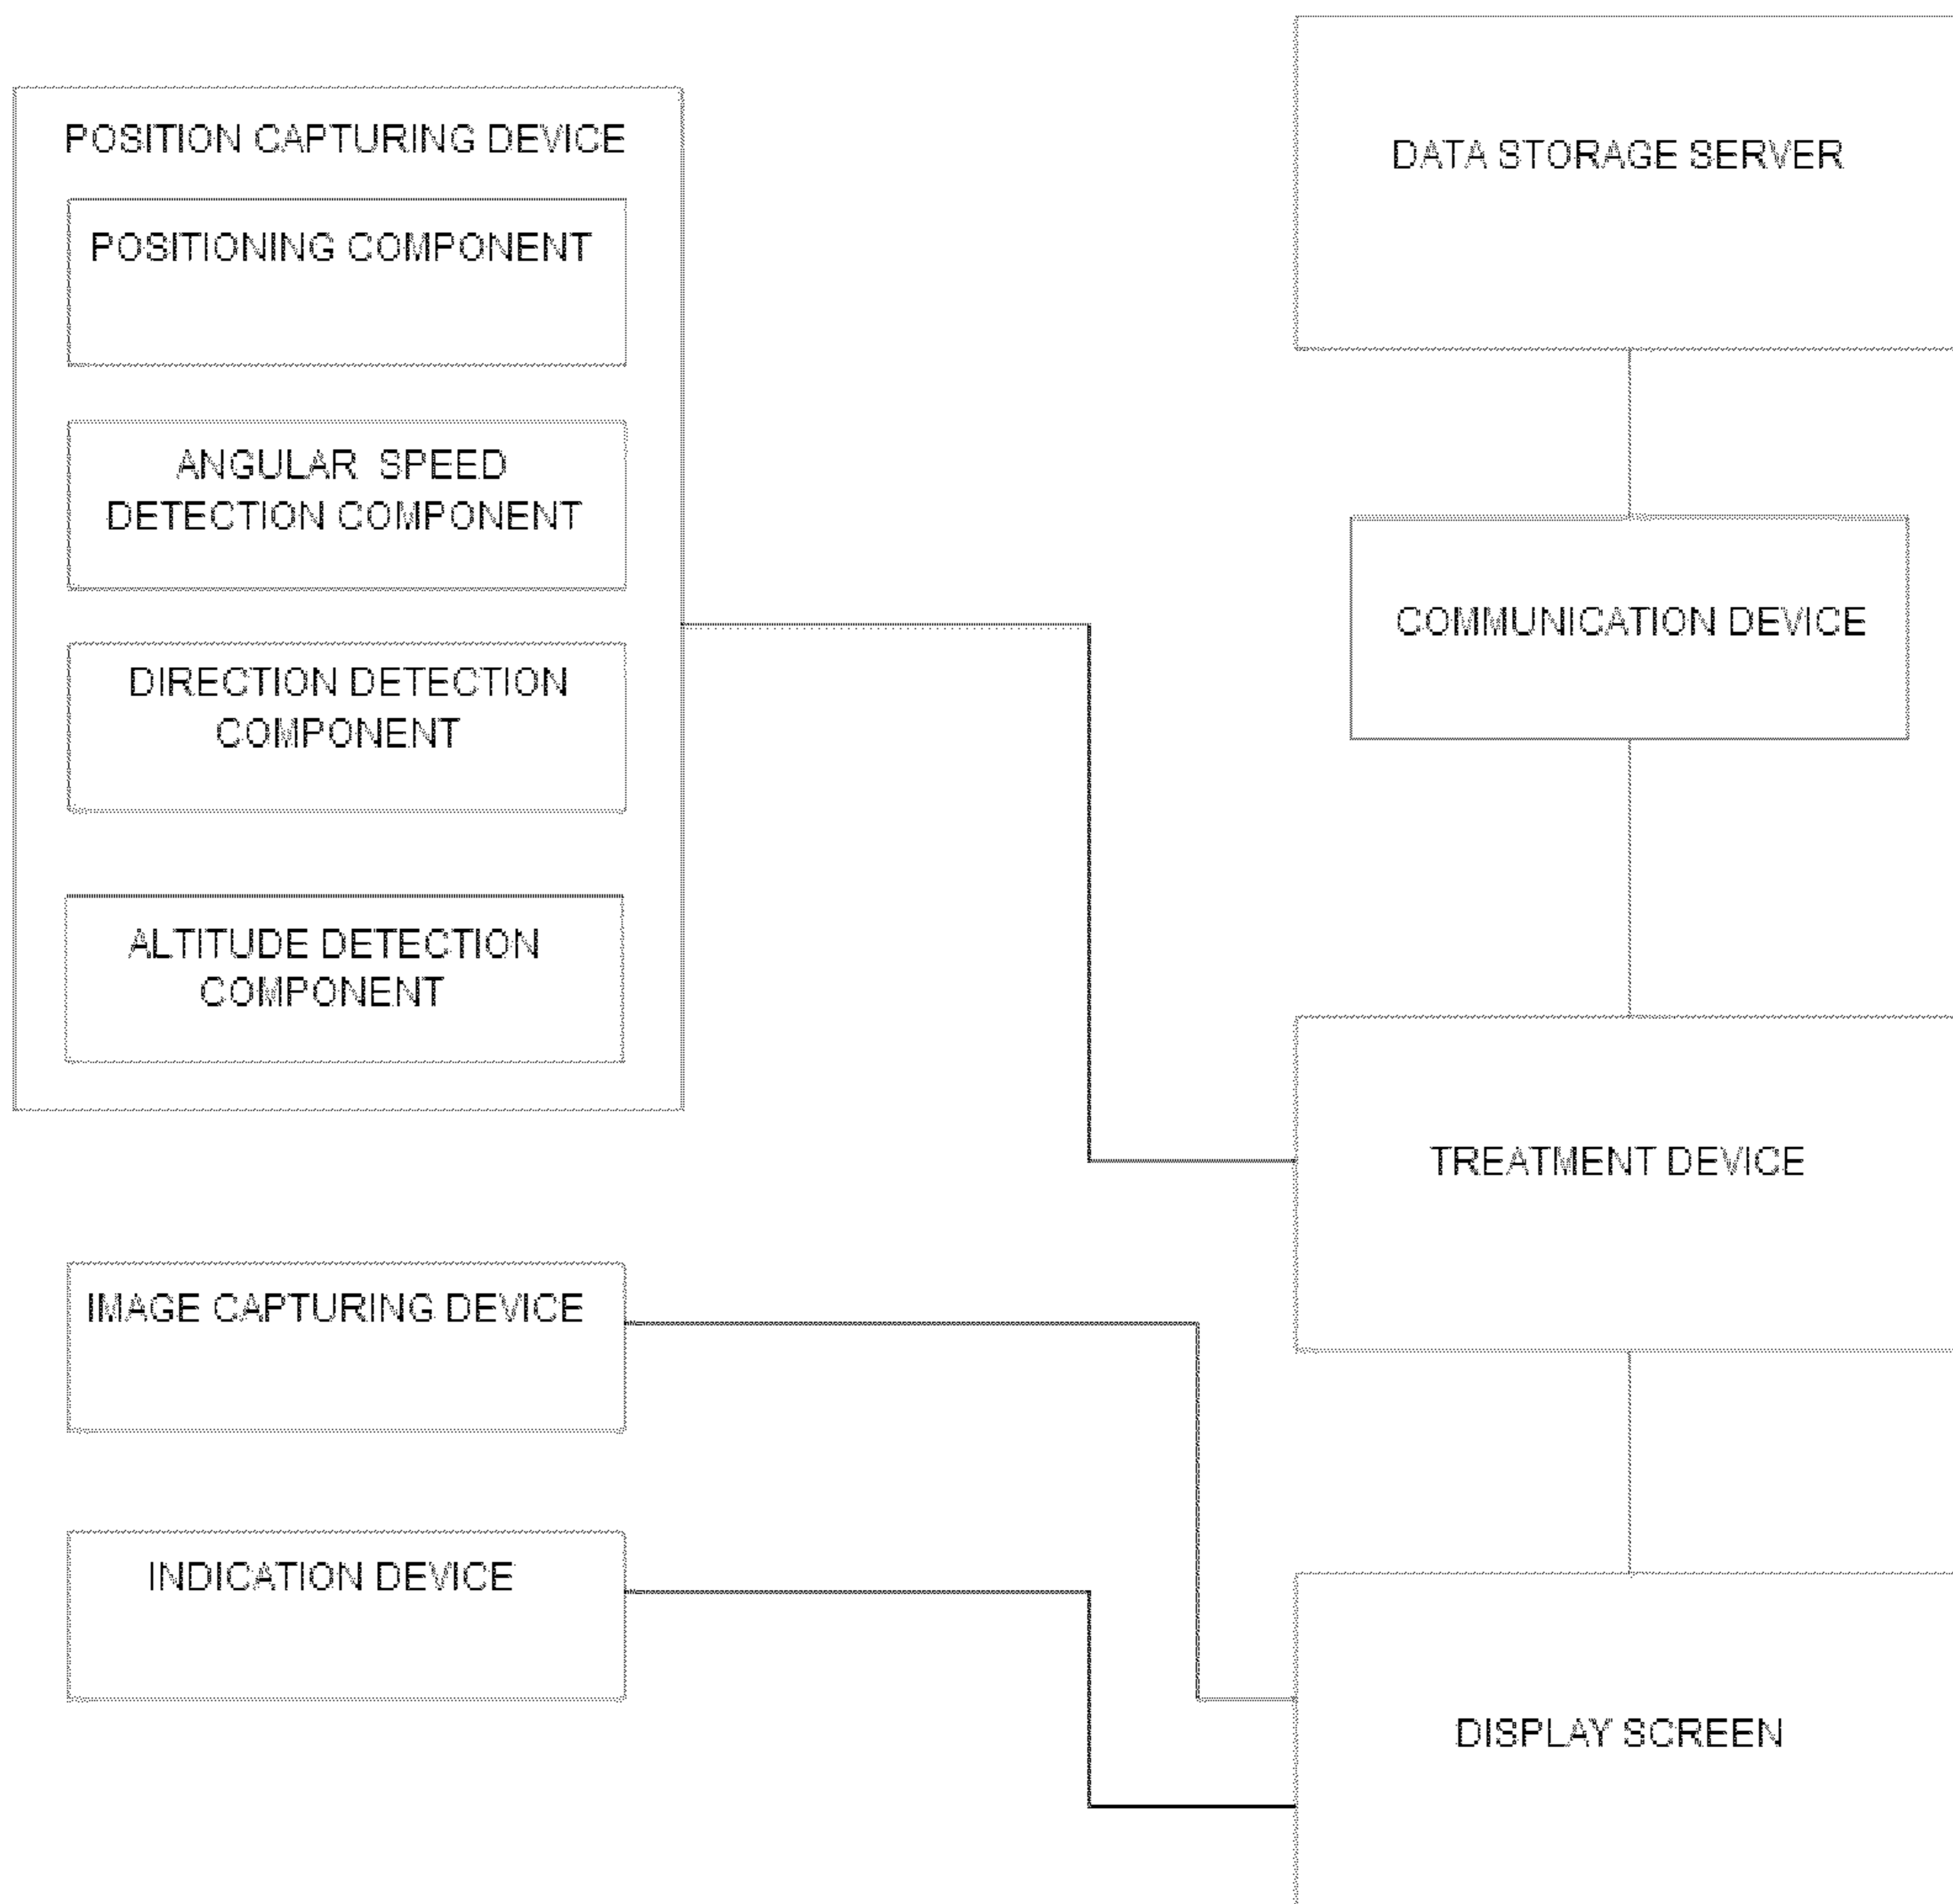 POSITION CAPTURING DEVICE
POSITIONING COMPONENT
ANGULAR SPEED
DETECTION COMPONENT
DIRECTION DETECTION
COMPONENT
ALTITUDE DETECTION
COMPONENT
IMAGE CAPTURING DEVICE
INDICATION DEVICE
DATA STORAGE SERVER
COMMUNICATION DEVICE
TREATMENT DEVICE
DISPLAY SCREEN